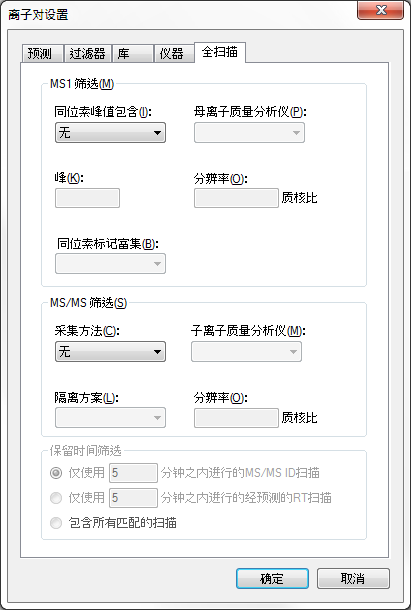 离子对设置
预测 过滤器 库 仪器 全扫描
MS1 筛选(M)
同位素峰值包含(I): 母离子质量分析仪(P):
无
峰(K): 分辨率(O):
质核比
同位素标记富集(B):
MS/MS 筛选(S)
采集方法(C): 子离子质量分析仪(M):
无
隔离方案(L): 分辨率(O):
质核比
保留时间筛选
仅使用 5 分钟之内进行的MS/MS ID扫描
仅使用 5 分钟之内进行的经预测的RT扫描
包含所有匹配的扫描
确定 取消